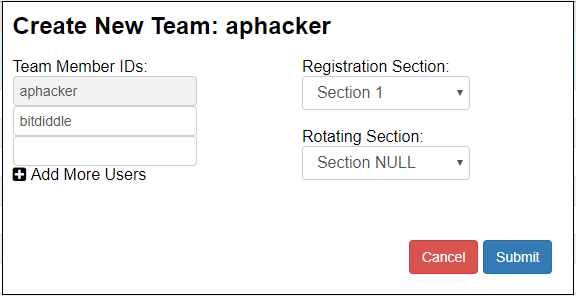 Create New Team: aphacker
Team Member IDs:
aphacker
bitdiddle
Add More Users
Registration Section:
Section 1
Rotating Section:
Section NULL
Cancel
Submit